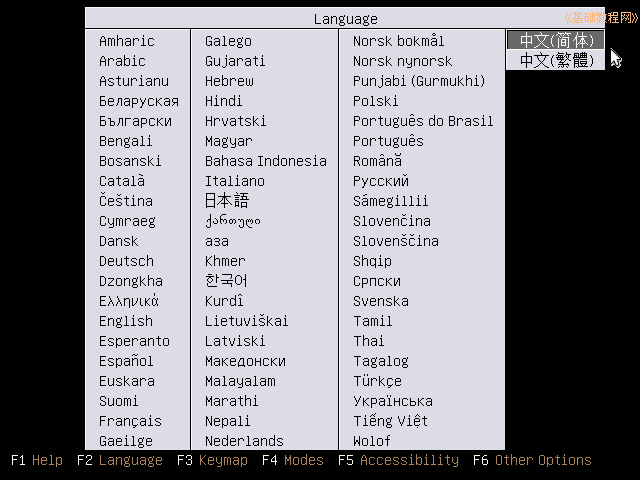 Language
《基础教程网》
Amharic
Arabic
Asturianu
Беларуская
Български
Bengali
Bosanski
Català
Čeština
Cymraeg
Dansk
Deutsch
Dzongkha
Ελληνικά
English
Esperanto
Español
Euskara
Suomi
Français
Gaeilge
Galego
Gujarati
Hebrew
Hindi
Hrvatski
Magyar
Bahasa Indonesia
Italiano
日本語
ქართული
аза
Khmer
한국어
Kurdî
Lietuviškai
Latviski
Македонски
Malayalam
Marathi
Nepali
Nederlands
Norsk bokmål
Norsk nynorsk
Punjabi (Gurmukhi)
Polski
Português do Brasil
Português
Română
Русский
Sámegillii
Slovenčina
Slovenščina
Shqip
Српски
Svenska
Tamil
Thai
Tagalog
Türkçe
Українська
Tiếng Việt
Wolof
中文(简体)
中文(繁體)
F1 Help F2 Language F3 Keymap F4 Modes F5 Accessibility F6 Other Options